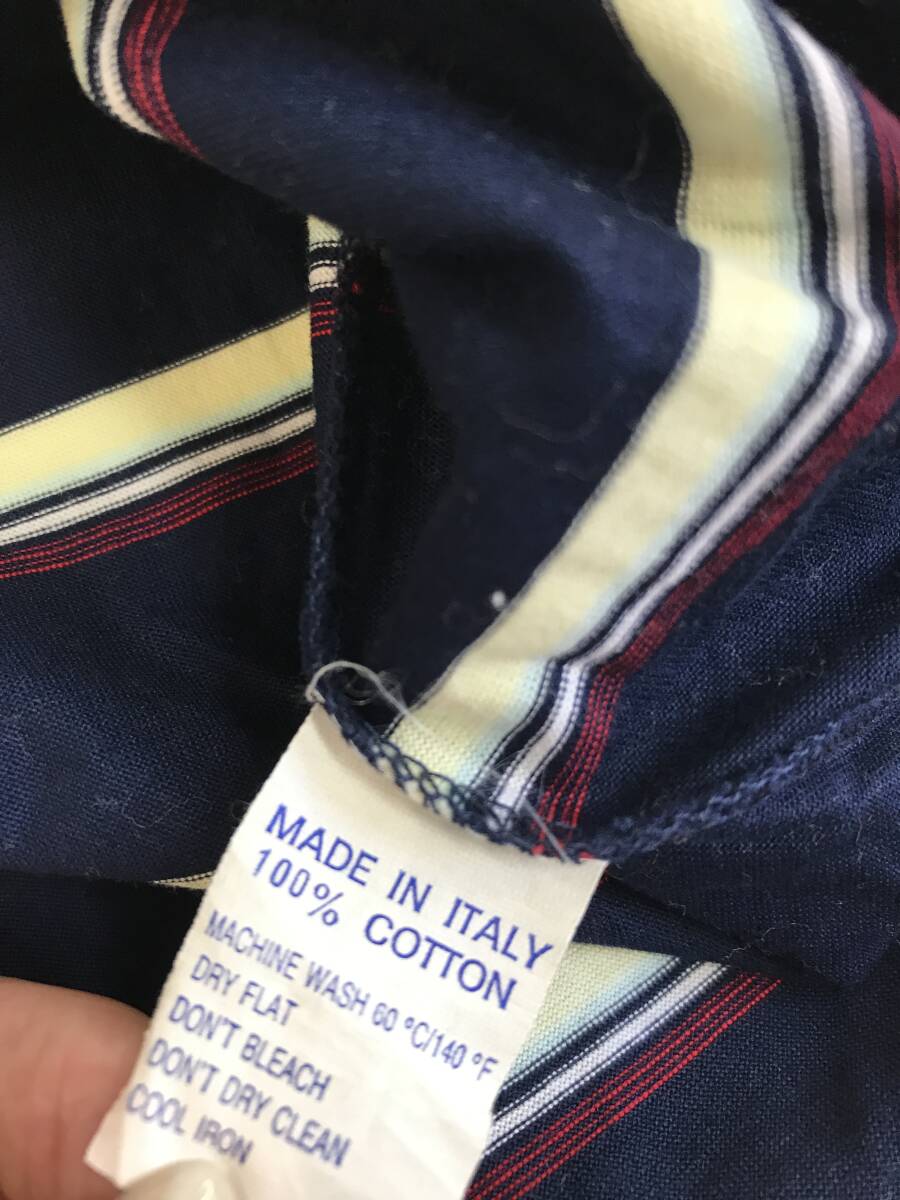 MADE IN ITALY
100% COTTON
MACHINE WASH 60 °C/140 °F
DRY FLAT
DON'T BLEACH
DON'T DRY CLEAN
COOL IRON